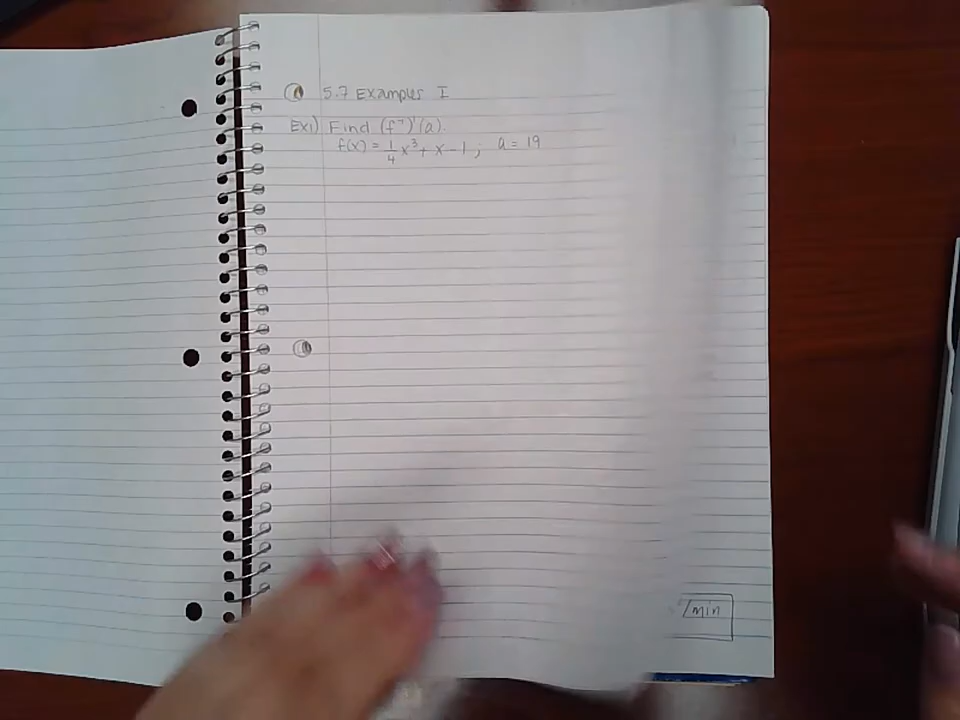 5.7 Examples I
Ex1) Find (f⁻¹)'(a).
f(x) = 1/4 x³ + x - 1 ; a = 19
/min